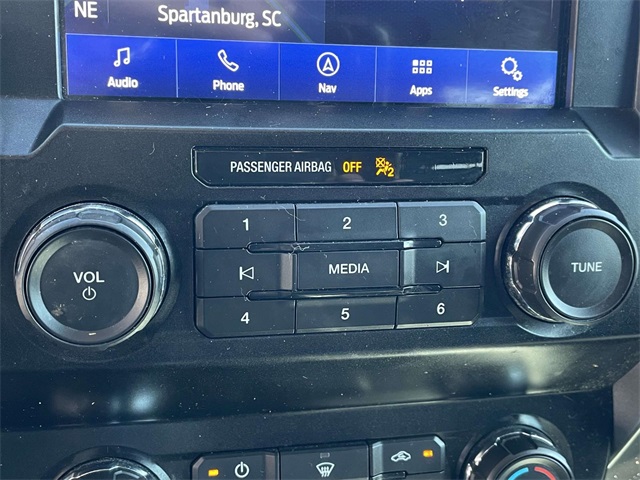 NE Spartanburg, SC
Audio Phone Nav Apps Settings
PASSENGER AIRBAG OFF 2
1 2 3
VOL MEDIA TUNE
4 5 6